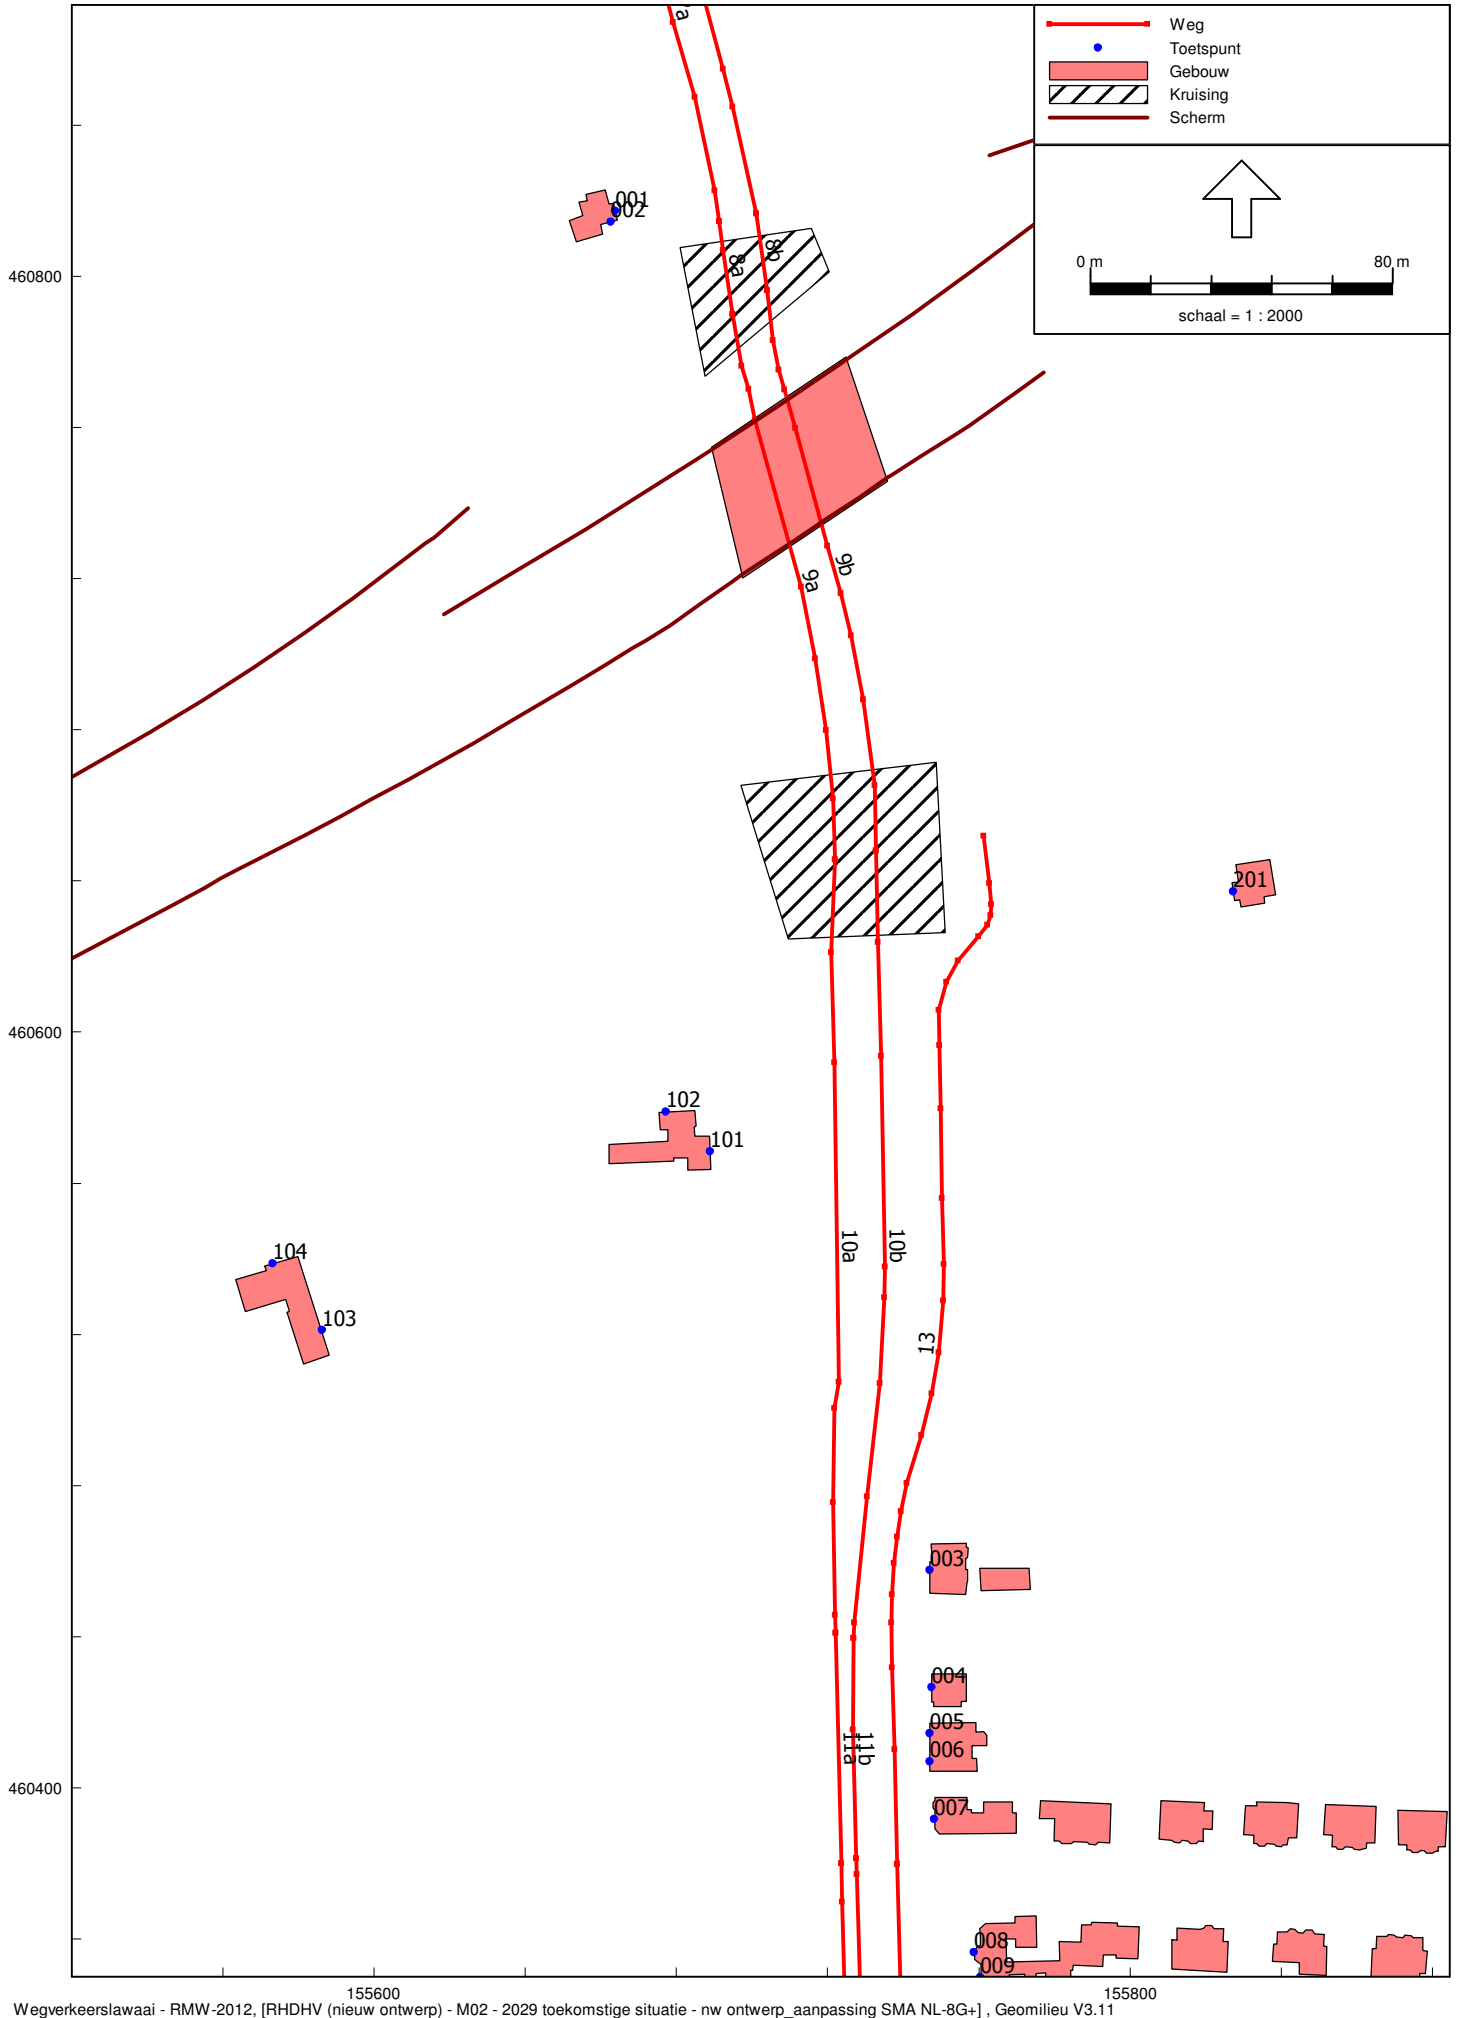 Weg
Toetspunt
Gebouw
Kruising
Scherm
0 m
80 m
schaal = 1 : 2000
001
002
8a
8b
460800
9a
9b
201
460600
102
101
104
103
10a
10b
13
003
004
005
006
11a
11b
460400
007
008
009
155600
155800
Wegverkeerslawaai - RMW-2012, [RHDHV (nieuw ontwerp) - M02 - 2029 toekomstige situatie - nw ontwerp_aanpassing SMA NL-8G+] , Geomilieu V3.11